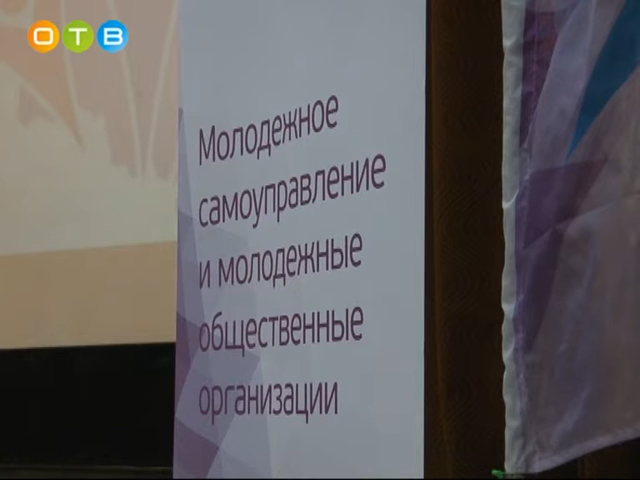 ОТВ
Молодежное
самоуправление
и молодежные
общественные
организации